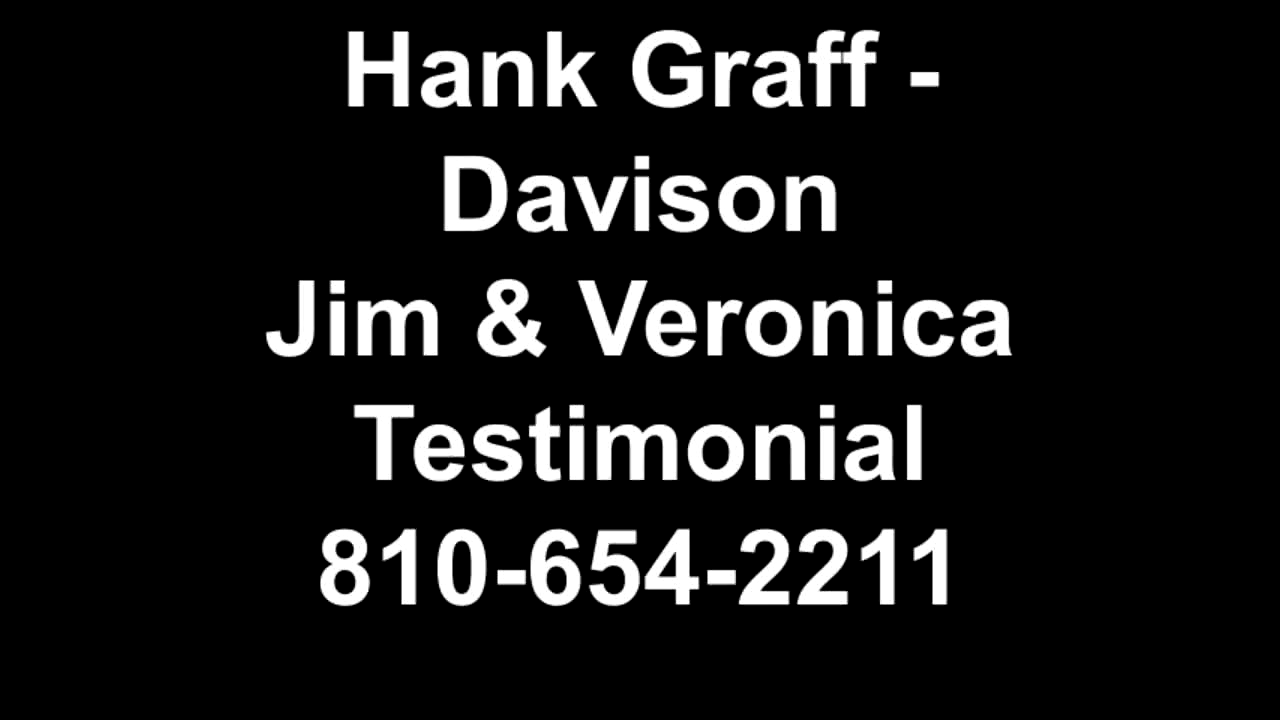 Hank Graff -
Davison
Jim & Veronica
Testimonial
810-654-2211